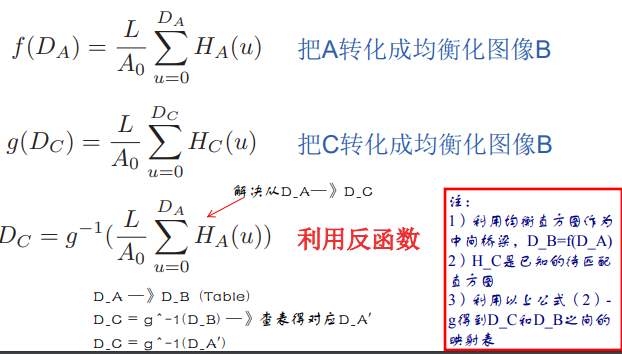 f(D_A) = \frac{L}{A_0} \sum_{u=0}^{D_A} H_A(u) 把A转化成均衡化图像B
g(D_C) = \frac{L}{A_0} \sum_{u=0}^{D_C} H_C(u) 把C转化成均衡化图像B
解决从D_A—》D_C
D_C = g^{-1}(\frac{L}{A_0} \sum_{u=0}^{D_A} H_A(u)) 利用反函数
D_A —》D_B (Table)
D_C = g^-1(D_B) —》查表得对应D_A'
D_C = g^-1(D_A')
注：
1）利用均衡直方图作为
中间桥梁，D_B=f(D_A)
2）H_C是已知的待匹配
直方图
3）利用以上公式（2）-
g得到D_C和D_B之间的
映射表